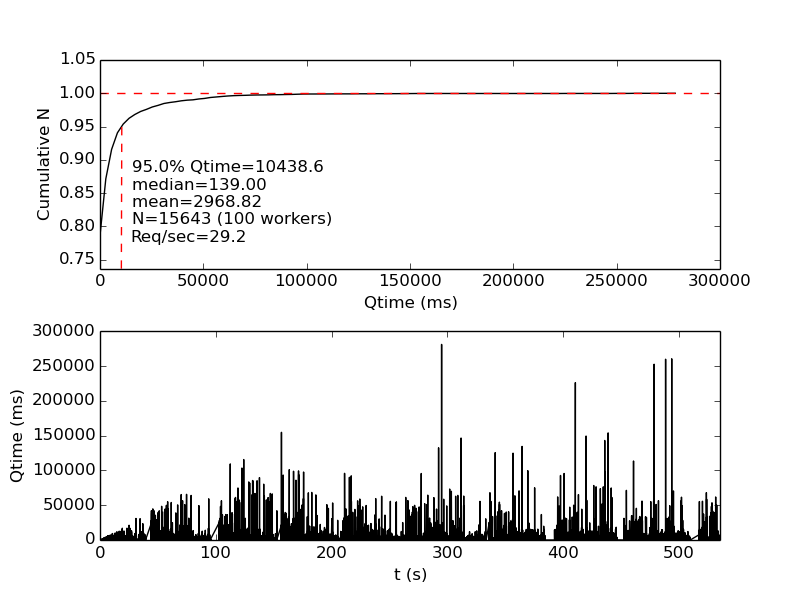 1.05
1.00
0.95
0.90
0.85
0.80
0.75
Cumulative N
95.0% Qtime=10438.6
median=139.00
mean=2968.82
N=15643 (100 workers)
Req/sec=29.2
0 50000 100000 150000 200000 250000 300000
Qtime (ms)
300000
250000
200000
150000
100000
50000
0
Qtime (ms)
0 100 200 300 400 500
t (s)